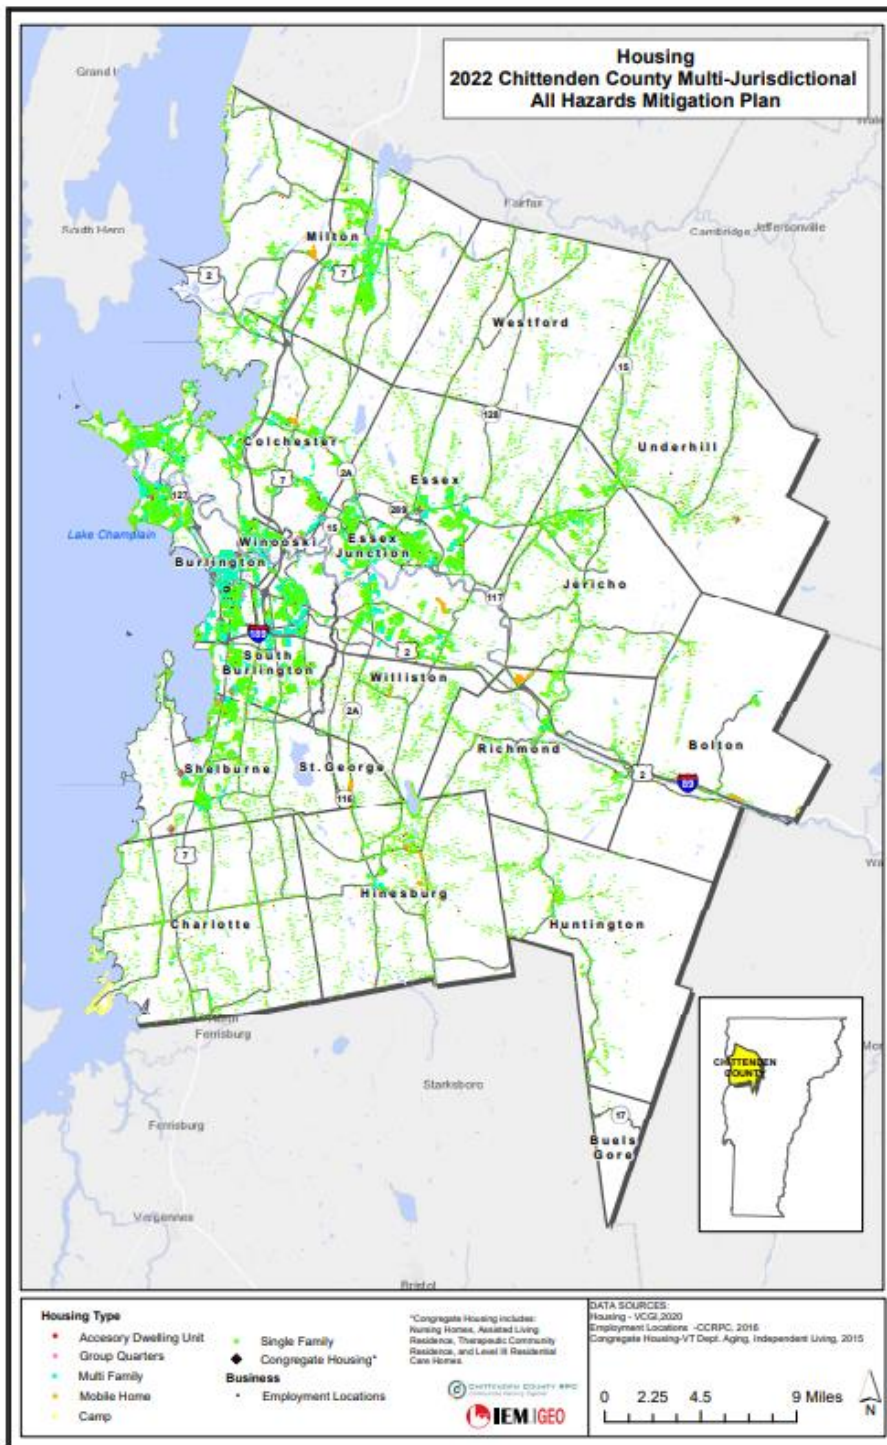 Housing
2022 Chittenden County Multi-Jurisdictional
All Hazards Mitigation Plan
Grand I
South Hero
Fairfax
Cambridge
Jeffersonville
Milton
2
7
Westford
15
128
Underhill
Colchester
7
2A
Essex
127
289
Lake Champlain
15
Winooski
Essex
Junction
Burlington
Jericho
117
189
South
Burlington
2
Williston
2A
Richmond
Bolton
2
89
Shelburne
St. George
116
7
Hinesburg
Charlotte
Huntington
Ferrisburg
Starksboro
Ferrisburg
17
Buels
Gore
Vergennes
Bristol
CHITTENDEN
COUNTY
Housing Type
Accesory Dwelling Unit
Group Quarters
Multi Family
Mobile Home
Camp
Single Family
Congregate Housing*
Business
Employment Locations
*Congregate Housing includes:
Nursing Homes, Assisted Living
Residence, Therapeutic Community
Residence, and Level III Residential
Care Homes.
CHITTENDEN COUNTY RPC
IEM GEO
DATA SOURCES:
Housing - VCGI,2020
Employment Locations -CCRPC, 2016
Congregate Housing-VT Dept. Aging, Independent Living, 2015
0 2.25 4.5 9 Miles
N